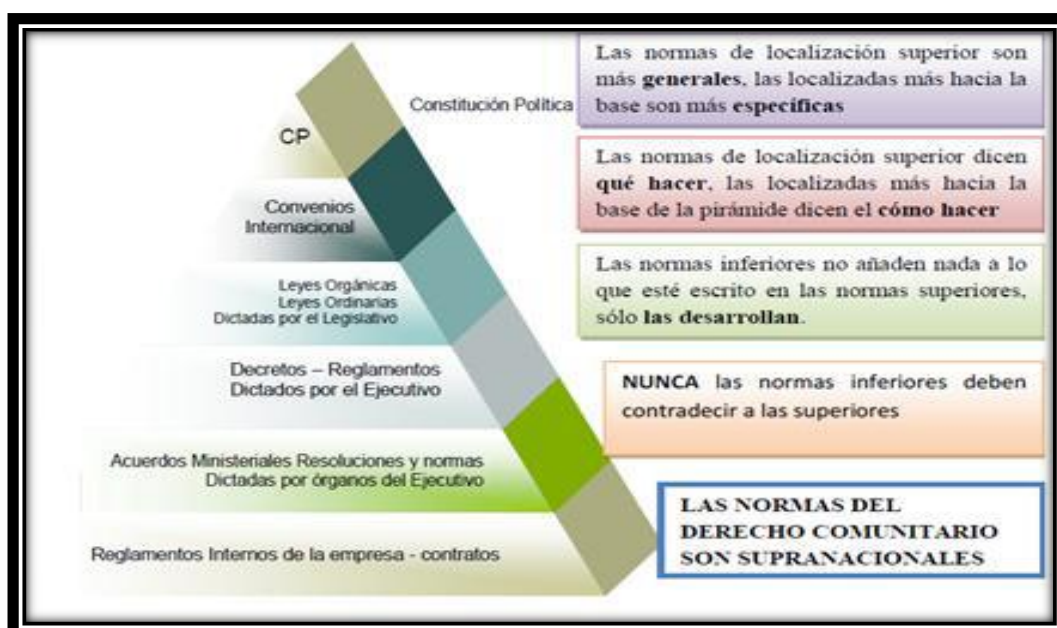 Constitución Política
CP
Convenios
Internacional
Leyes Orgánicas
Leyes Ordinarias
Dictadas por el Legislativo
Decretos – Reglamentos
Dictados por el Ejecutivo
Acuerdos Ministeriales Resoluciones y normas
Dictadas por órganos del Ejecutivo
Reglamentos Internos de la empresa - contratos
Las normas de localización superior son
más generales, las localizadas más hacia la
base son más específicas
Las normas de localización superior dicen
qué hacer, las localizadas más hacia la
base de la pirámide dicen el cómo hacer
Las normas inferiores no añaden nada a lo
que esté escrito en las normas superiores,
sólo las desarrollan.
NUNCA las normas inferiores deben
contradecir a las superiores
LAS NORMAS DEL
DERECHO COMUNITARIO
SON SUPRANACIONALES